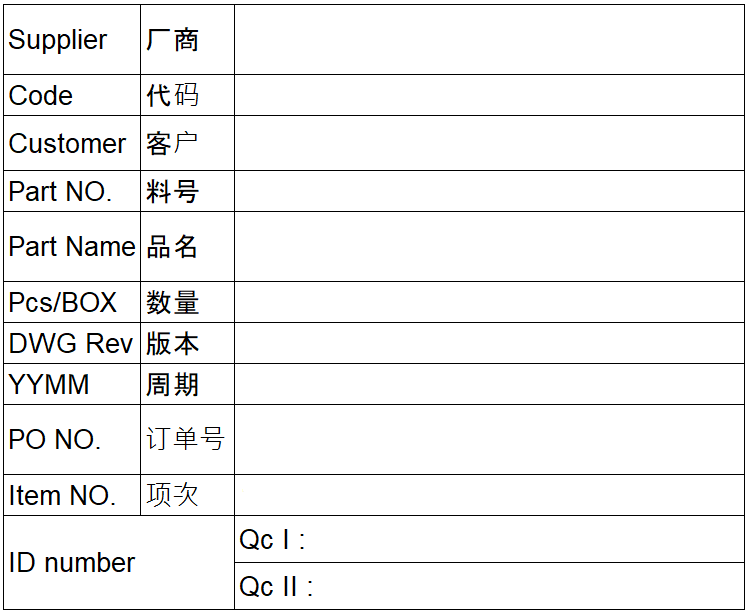 Supplier 厂商
Code 代码
Customer 客户
Part NO. 料号
Part Name 品名
Pcs/BOX 数量
DWG Rev 版本
YYMM 周期
PO NO. 订单号
Item NO. 项次
ID number
Qc I :
Qc II :